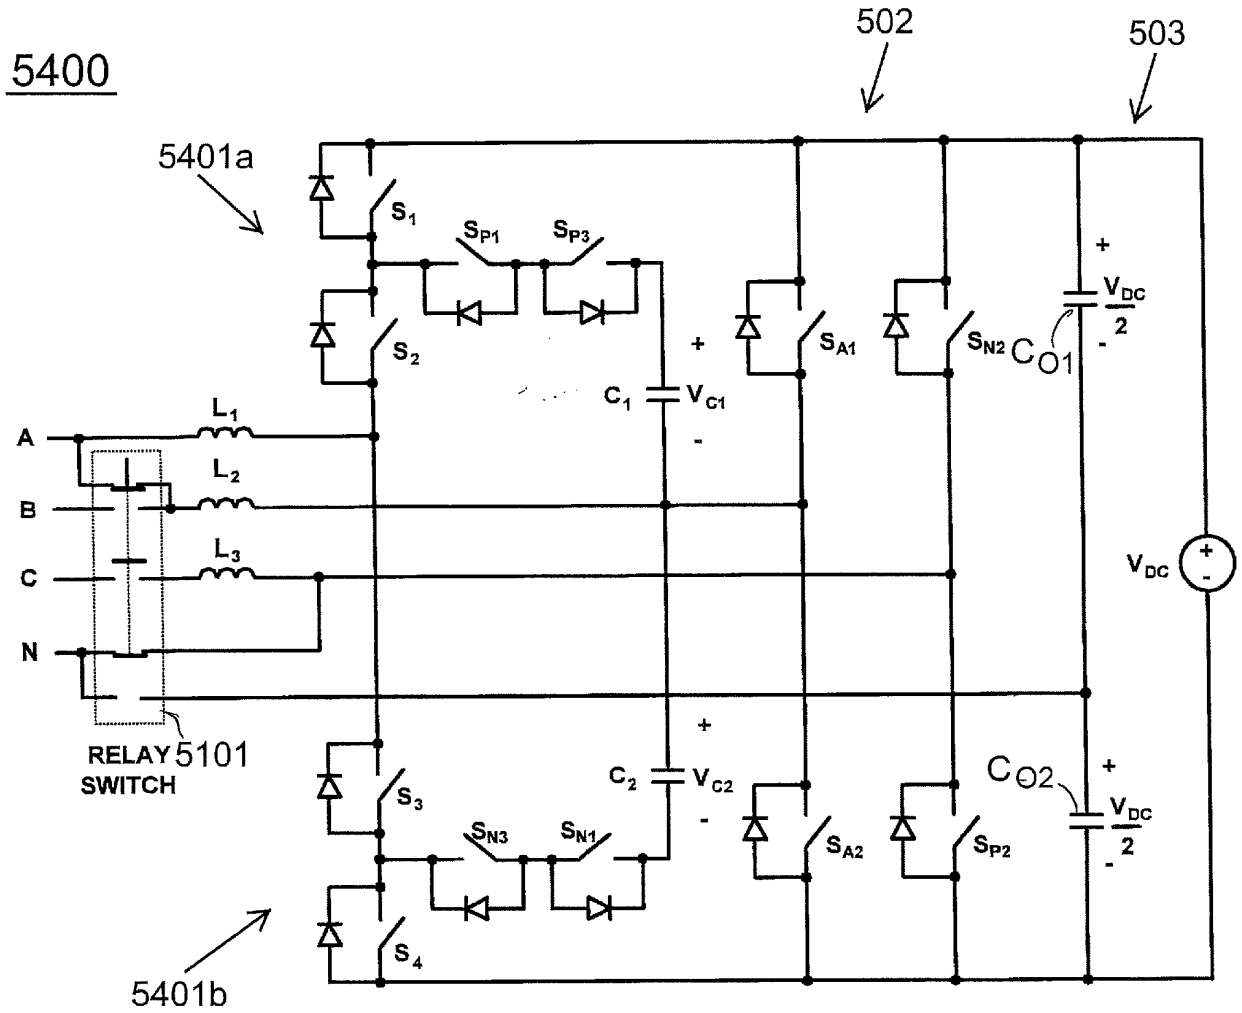 5400
502
503
5401a
S1
SP1
SP3
S2
+
VDC
2
-
CO1
SA1
SN2
+
C1
VC1
-
A
L1
L2
B
L3
C
VDC
+
-
N
RELAY
SWITCH
5101
+
C2
VC2
-
S3
SN3
SN1
CO2
+
VDC
2
-
SA2
SP2
S4
5401b